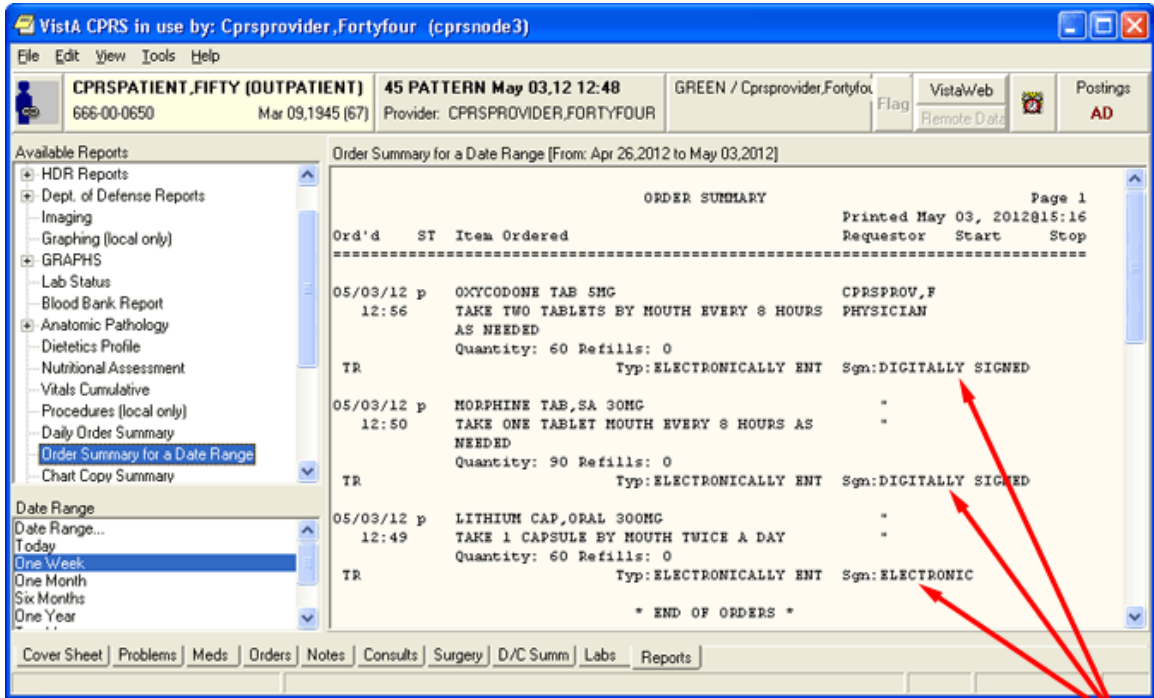 VistA CPRS in use by: Cprsprovider,Fortyfour (cprsnode3)
File Edit View Tools Help
CPRSPATIENT,FIFTY (OUTPATIENT)
666-00-0650 Mar 09,1945 (67)
45 PATTERN May 03,12 12:48
Provider: CPRSPROVIDER,FORTYFOUR
GREEN / Cprsprovider,Fortyfou
Flag
VistaWeb
Remote Data
Postings
AD
Available Reports
HDR Reports
Dept. of Defense Reports
Imaging
Graphing (local only)
GRAPHS
Lab Status
Blood Bank Report
Anatomic Pathology
Dietetics Profile
Nutritional Assessment
Vitals Cumulative
Procedures (local only)
Daily Order Summary
Order Summary for a Date Range
Chart Copy Summary
Date Range
Date Range...
Today
One Week
One Month
Six Months
One Year
Order Summary for a Date Range [From: Apr 26,2012 to May 03,2012]
ORDER SUMMARY Page 1
Printed May 03, 2012@15:16
Ord'd ST Item Ordered Requestor Start Stop
===============================================================================
05/03/12 p OXYCODONE TAB 5MG CPRSPROV,F
12:56 TAKE TWO TABLETS BY MOUTH EVERY 8 HOURS PHYSICIAN
AS NEEDED
Quantity: 60 Refills: 0
TR Typ:ELECTRONICALLY ENT Sgn:DIGITALLY SIGNED
05/03/12 p MORPHINE TAB,SA 30MG "
12:50 TAKE ONE TABLET MOUTH EVERY 8 HOURS AS "
NEEDED
Quantity: 90 Refills: 0
TR Typ:ELECTRONICALLY ENT Sgn:DIGITALLY SIGNED
05/03/12 p LITHIUM CAP,ORAL 300MG "
12:49 TAKE 1 CAPSULE BY MOUTH TWICE A DAY "
Quantity: 60 Refills: 0
TR Typ:ELECTRONICALLY ENT Sgn:ELECTRONIC
* END OF ORDERS *
Cover Sheet Problems Meds Orders Notes Consults Surgery D/C Summ Labs Reports